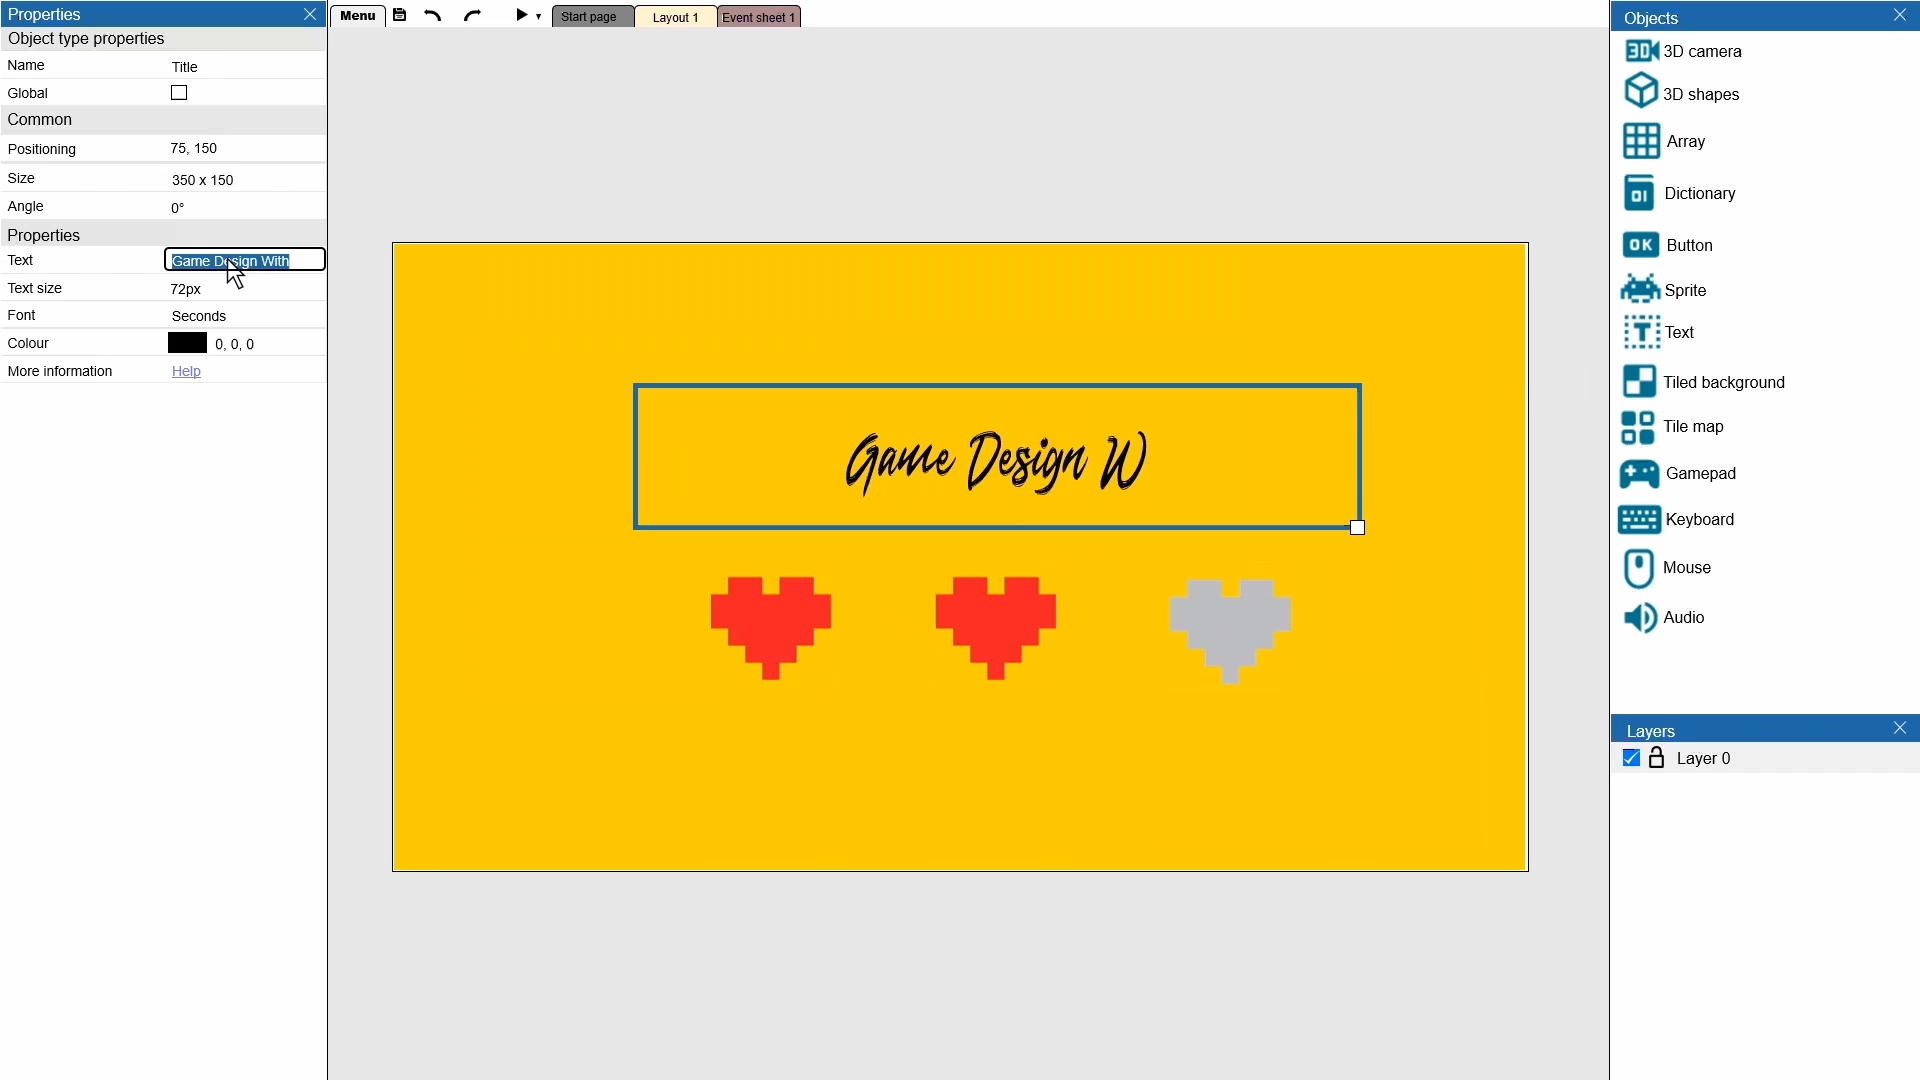 Properties
Object type properties
Name Title
Global
Common
Positioning 75, 150
Size 350 x 150
Angle 0°
Properties
Text Game Design With
Text size 72px
Font Seconds
Colour 0, 0, 0
More information Help
Menu Start page Layout 1 Event sheet 1
Game Design W
Objects
3D 3D camera
3D shapes
Array
01 Dictionary
OK Button
Sprite
T Text
Tiled background
Tile map
Gamepad
Keyboard
Mouse
Audio
Layers
Layer 0